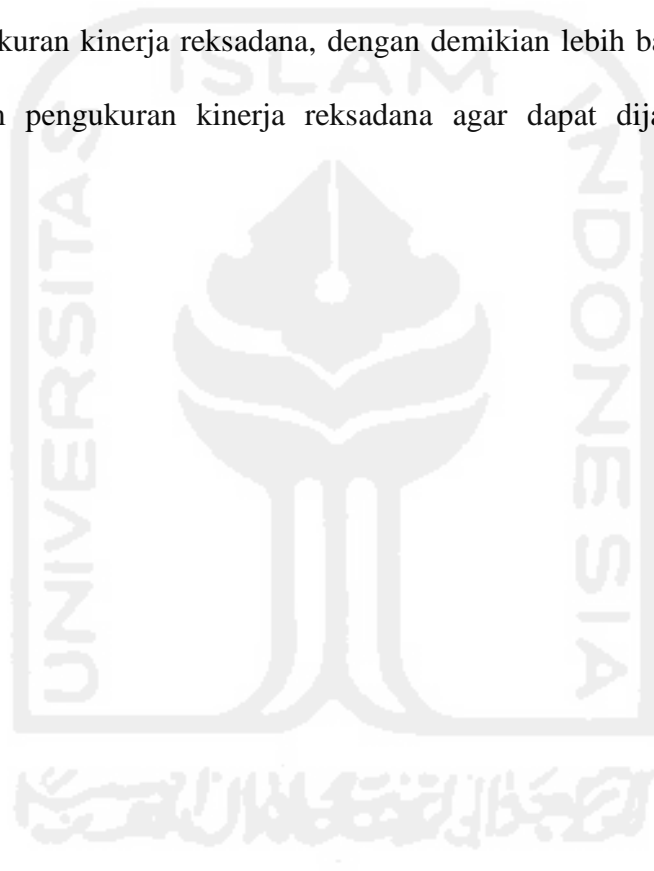 kuran kinerja reksadana, dengan demikian lebih ba
pengukuran kinerja reksadana agar dapat dija
ISLAM
UNIVERSITAS
INDONESIA